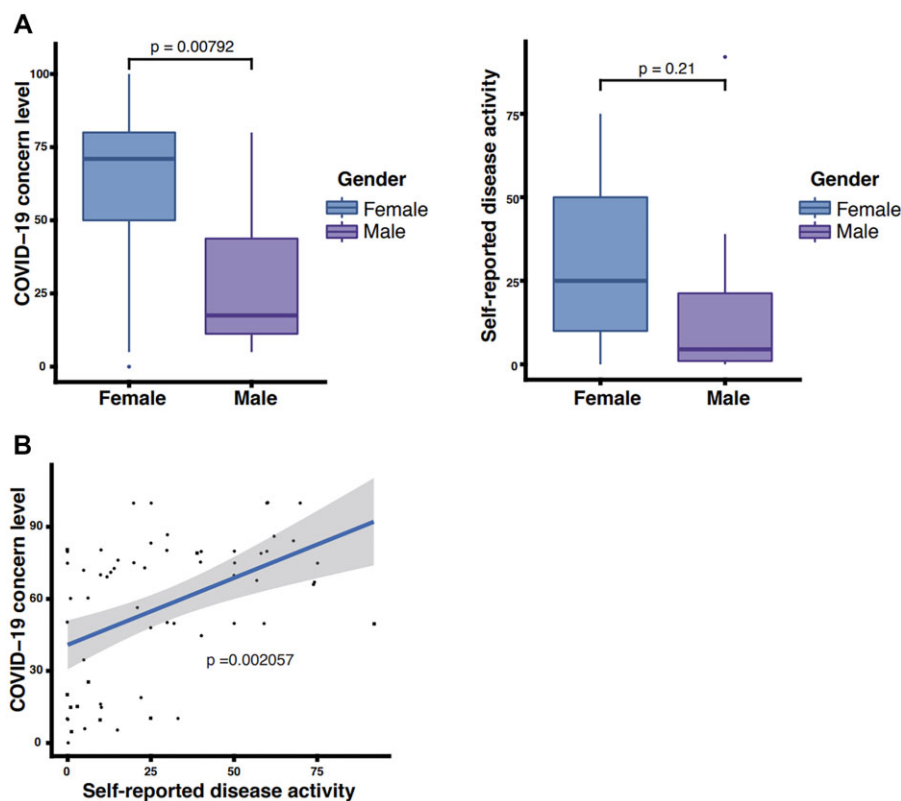 A
COVID–19 concern level
100
75
50
25
0
p = 0.00792
Female
Male
Gender
Female
Male
Self-reported disease activity
75
50
25
0
p = 0.21
Female
Male
Gender
Female
Male
B
COVID–19 concern level
90
60
30
0
p =0.002057
0
25
50
75
Self-reported disease activity